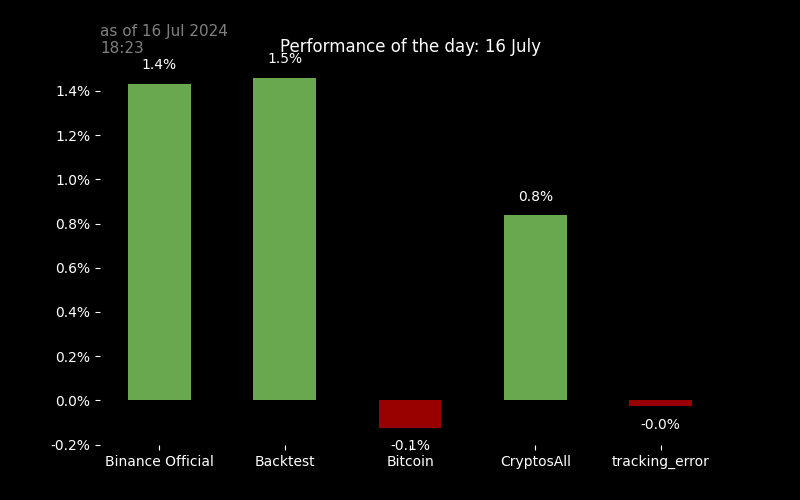 as of 16 Jul 2024
18:23
Performance of the day: 16 July
1.4%
1.5%
-0.1%
0.8%
-0.0%
1.4%
1.2%
1.0%
0.8%
0.6%
0.4%
0.2%
0.0%
-0.2%
Binance Official
Backtest
Bitcoin
CryptosAll
tracking_error